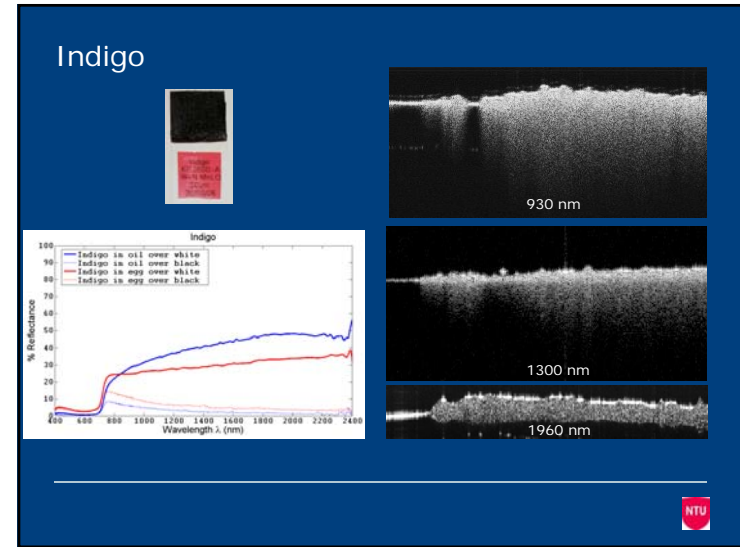 Indigo
Indigo
930 nm
1300 nm
1960 nm
Indigo
Indigo in oil over white
Indigo in oil over black
Indigo in egg over white
Indigo in egg over black
% Reflectance
100
90
80
70
60
50
40
30
20
10
0
400 600 800 1000 1200 1400 1600 1800 2000 2200 2400
Wavelength λ (nm)
NTU